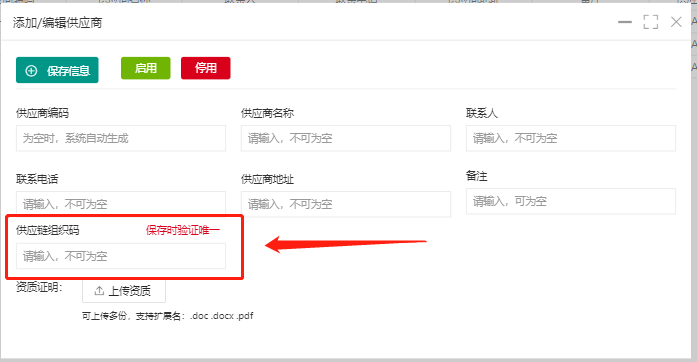 添加/编辑供应商
保存信息 启用 停用
供应商编码 供应商名称 联系人
为空时，系统自动生成 请输入，不可为空 请输入，不可为空
联系电话 供应商地址 备注
请输入，不可为空 请输入，不可为空 请输入，可为空
供应链组织码 保存时验证唯一
请输入，不可为空
资质证明： 上传资质
可上传多份，支持扩展名：.doc .docx .pdf